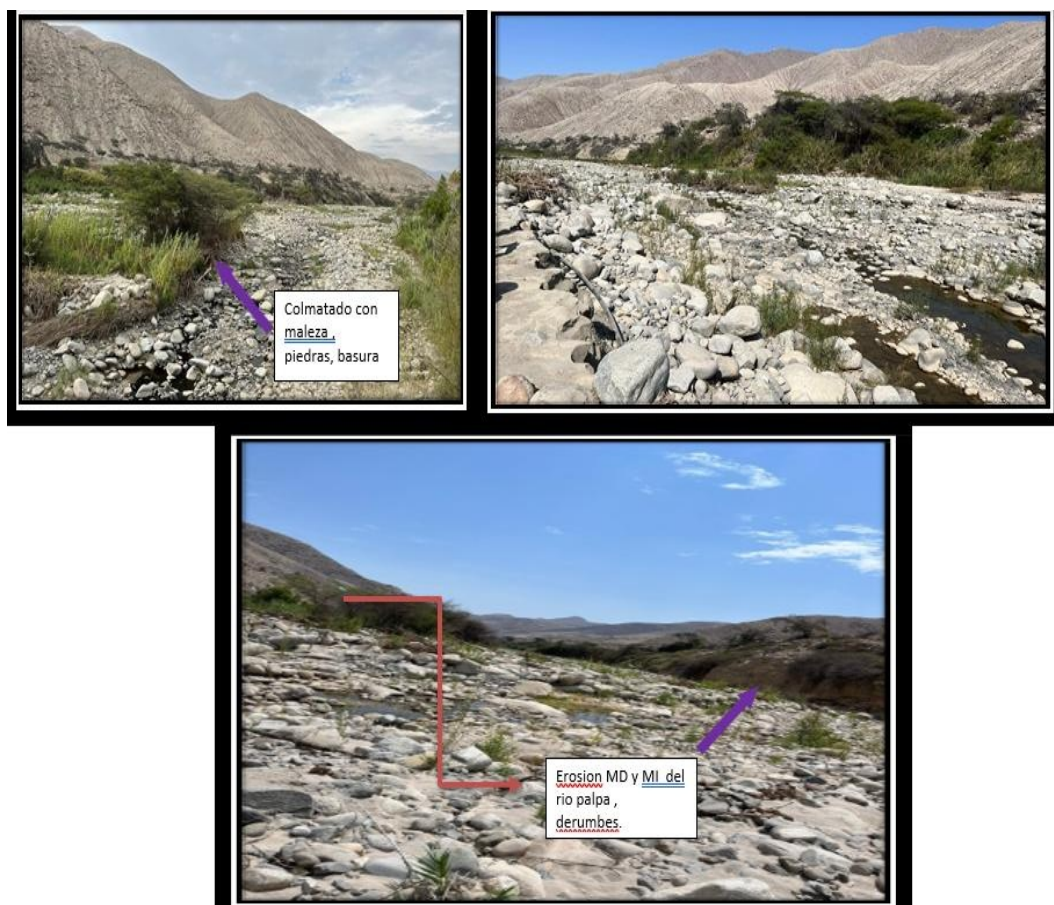 Colmatado con
maleza ,
piedras, basura
Erosion MD y MI del
rio palpa ,
derumbes.